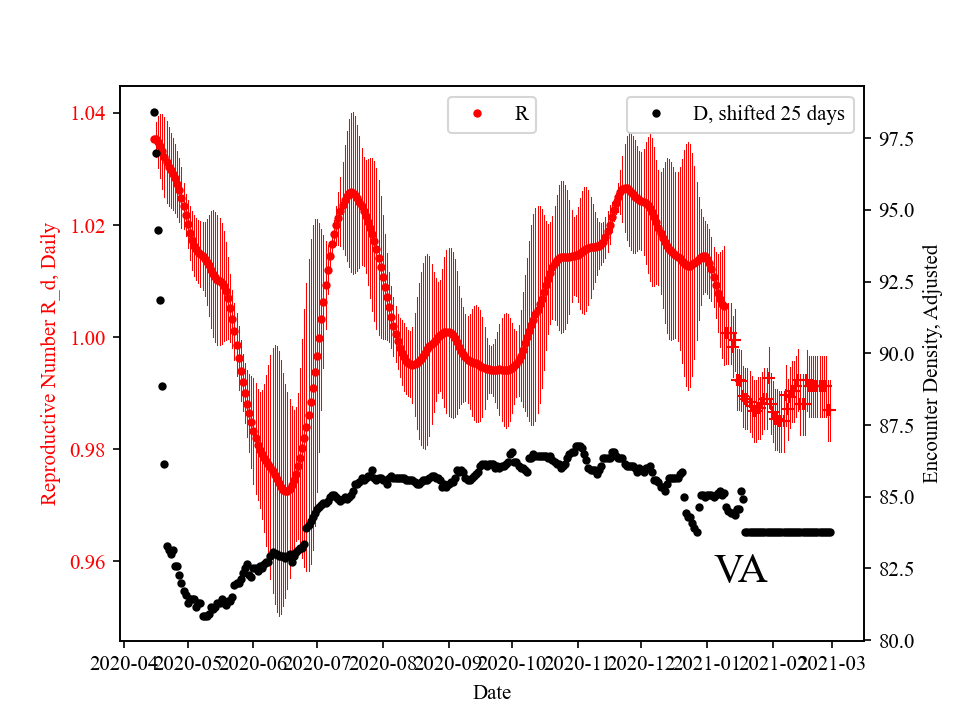 R
D, shifted 25 days
1.04
1.02
1.00
0.98
0.96
Reproductive Number R_d, Daily
97.5
95.0
92.5
90.0
87.5
85.0
82.5
80.0
Encounter Density, Adjusted
VA
2020-04 2020-05 2020-06 2020-07 2020-08 2020-09 2020-10 2020-11 2020-12 2021-01 2021-02 2021-03
Date